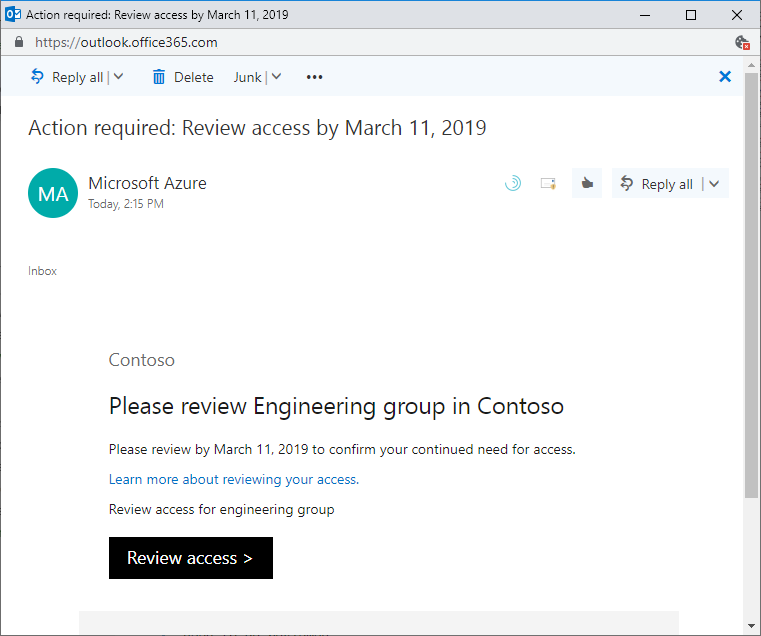 Action required: Review access by March 11, 2019
https://outlook.office365.com
Reply all | Delete Junk | •••
Action required: Review access by March 11, 2019
MA
Microsoft Azure
Today, 2:15 PM
Reply all |
Inbox
Contoso
Please review Engineering group in Contoso
Please review by March 11, 2019 to confirm your continued need for access.
Learn more about reviewing your access.
Review access for engineering group
Review access >